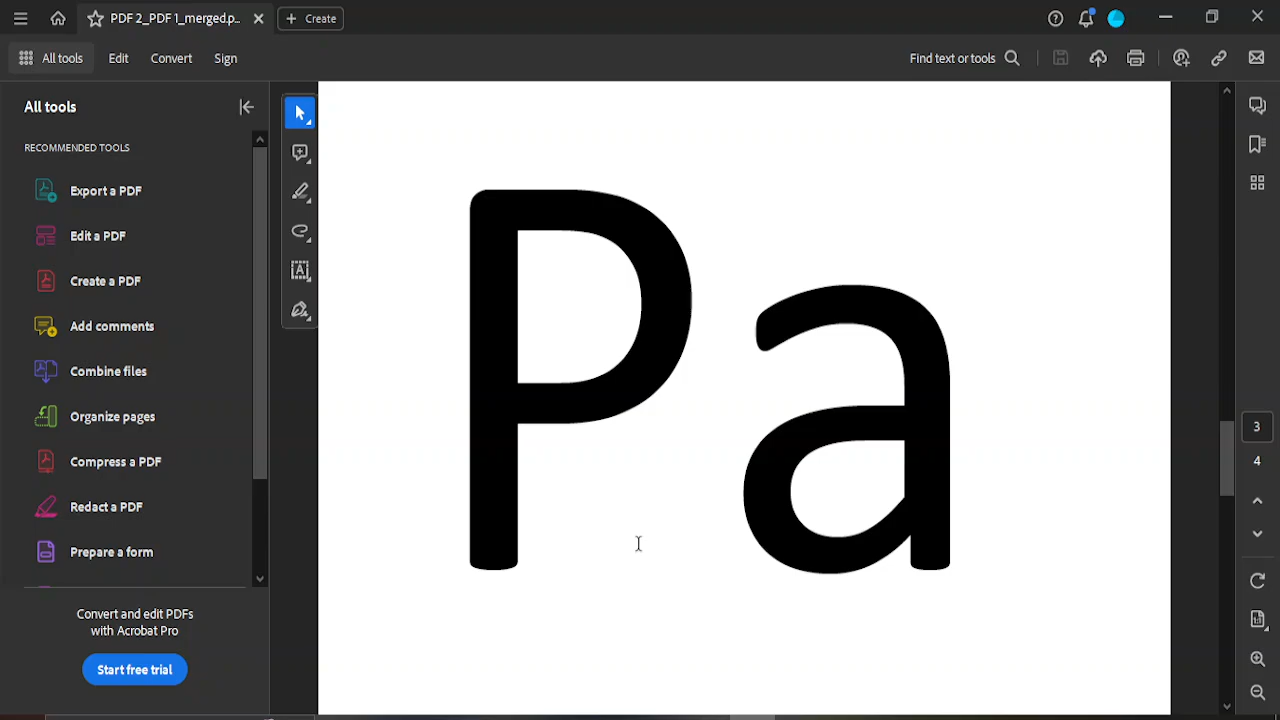 PDF 2_PDF 1_merged.p...
Create
All tools
Edit
Convert
Sign
Find text or tools
All tools
RECOMMENDED TOOLS
Export a PDF
Edit a PDF
Create a PDF
Add comments
Combine files
Organize pages
Compress a PDF
Redact a PDF
Prepare a form
Convert and edit PDFs
with Acrobat Pro
Start free trial
Pa
3
4